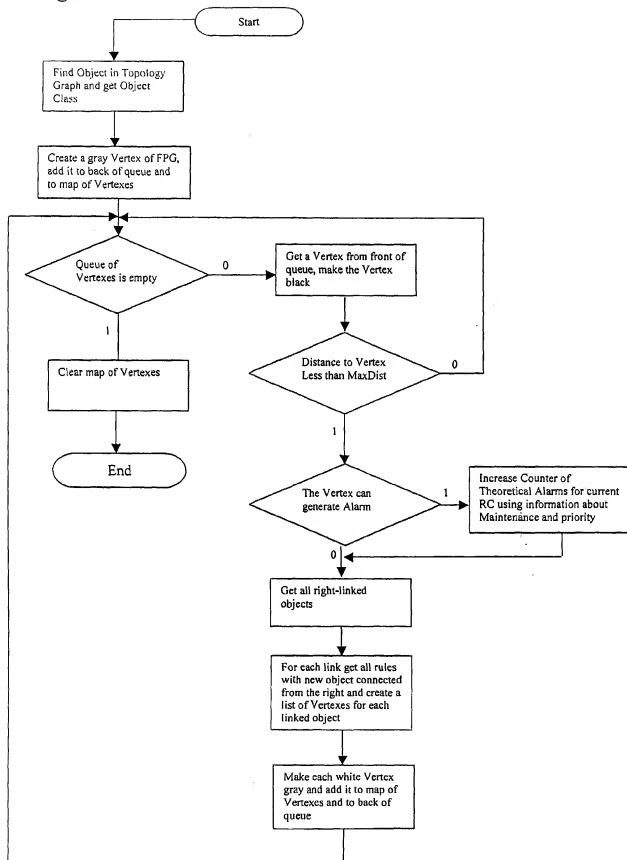 Start
Find Object in Topology
Graph and get Object
Class
Create a gray Vertex of FPG,
add it to back of queue and
to map of Vertexes
Queue of
Vertexes is empty
0
Get a Vertex from front of
queue, make the Vertex
black
1
Clear map of Vertexes
End
Distance to Vertex
Less than MaxDist
0
1
The Vertex can
generate Alarm
1
Increase Counter of
Theoretical Alarms for current
RC using information about
Maintenance and priority
0
Get all right-linked
objects
For each link get all rules
with new object connected
from the right and create a
list of Vertexes for each
linked object
Make each white Vertex
gray and add it to map of
Vertexes and to back of
queue